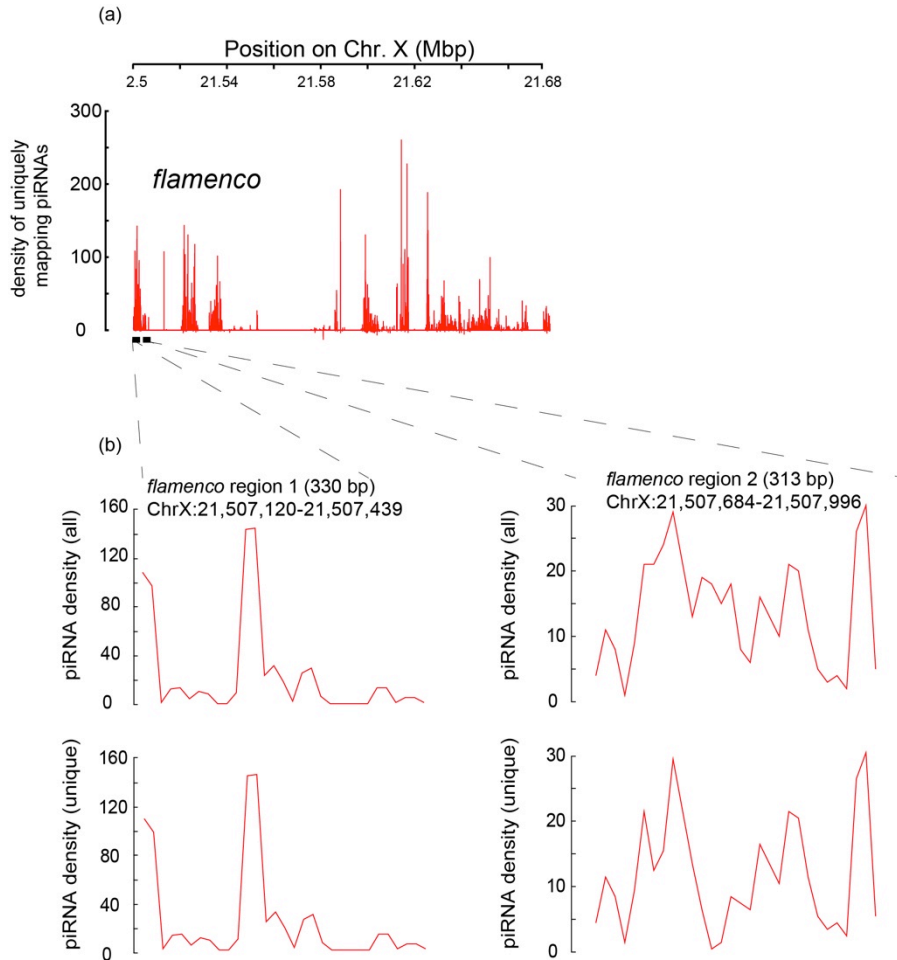 (a)
Position on Chr. X (Mbp)
2.5 21.54 21.58 21.62 21.68
density of uniquely
mapping piRNAs
300
200
100
0
flamenco
(b)
flamenco region 1 (330 bp)
ChrX:21,507,120-21,507,439
piRNA density (all)
160
120
80
40
0
flamenco region 2 (313 bp)
ChrX:21,507,684-21,507,996
piRNA density (all)
30
20
10
0
piRNA density (unique)
160
120
80
40
0
piRNA density (unique)
30
20
10
0